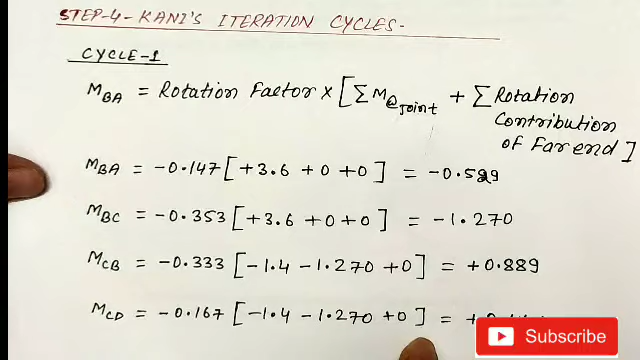 STEP-4-KANI'S ITERATION CYCLES-
CYCLE-1
MBA = Rotation Factor x [ΣM@Joint + Σ Rotation
Contribution
of Far end]
MBA = -0.147 [+3.6 +0 +0] = -0.529
MBC = -0.353 [+3.6 +0 +0] = -1.270
MCB = -0.333 [-1.4 -1.270 +0] = +0.889
MCD = -0.167 [-1.4 -1.270 +0] = +
Subscribe